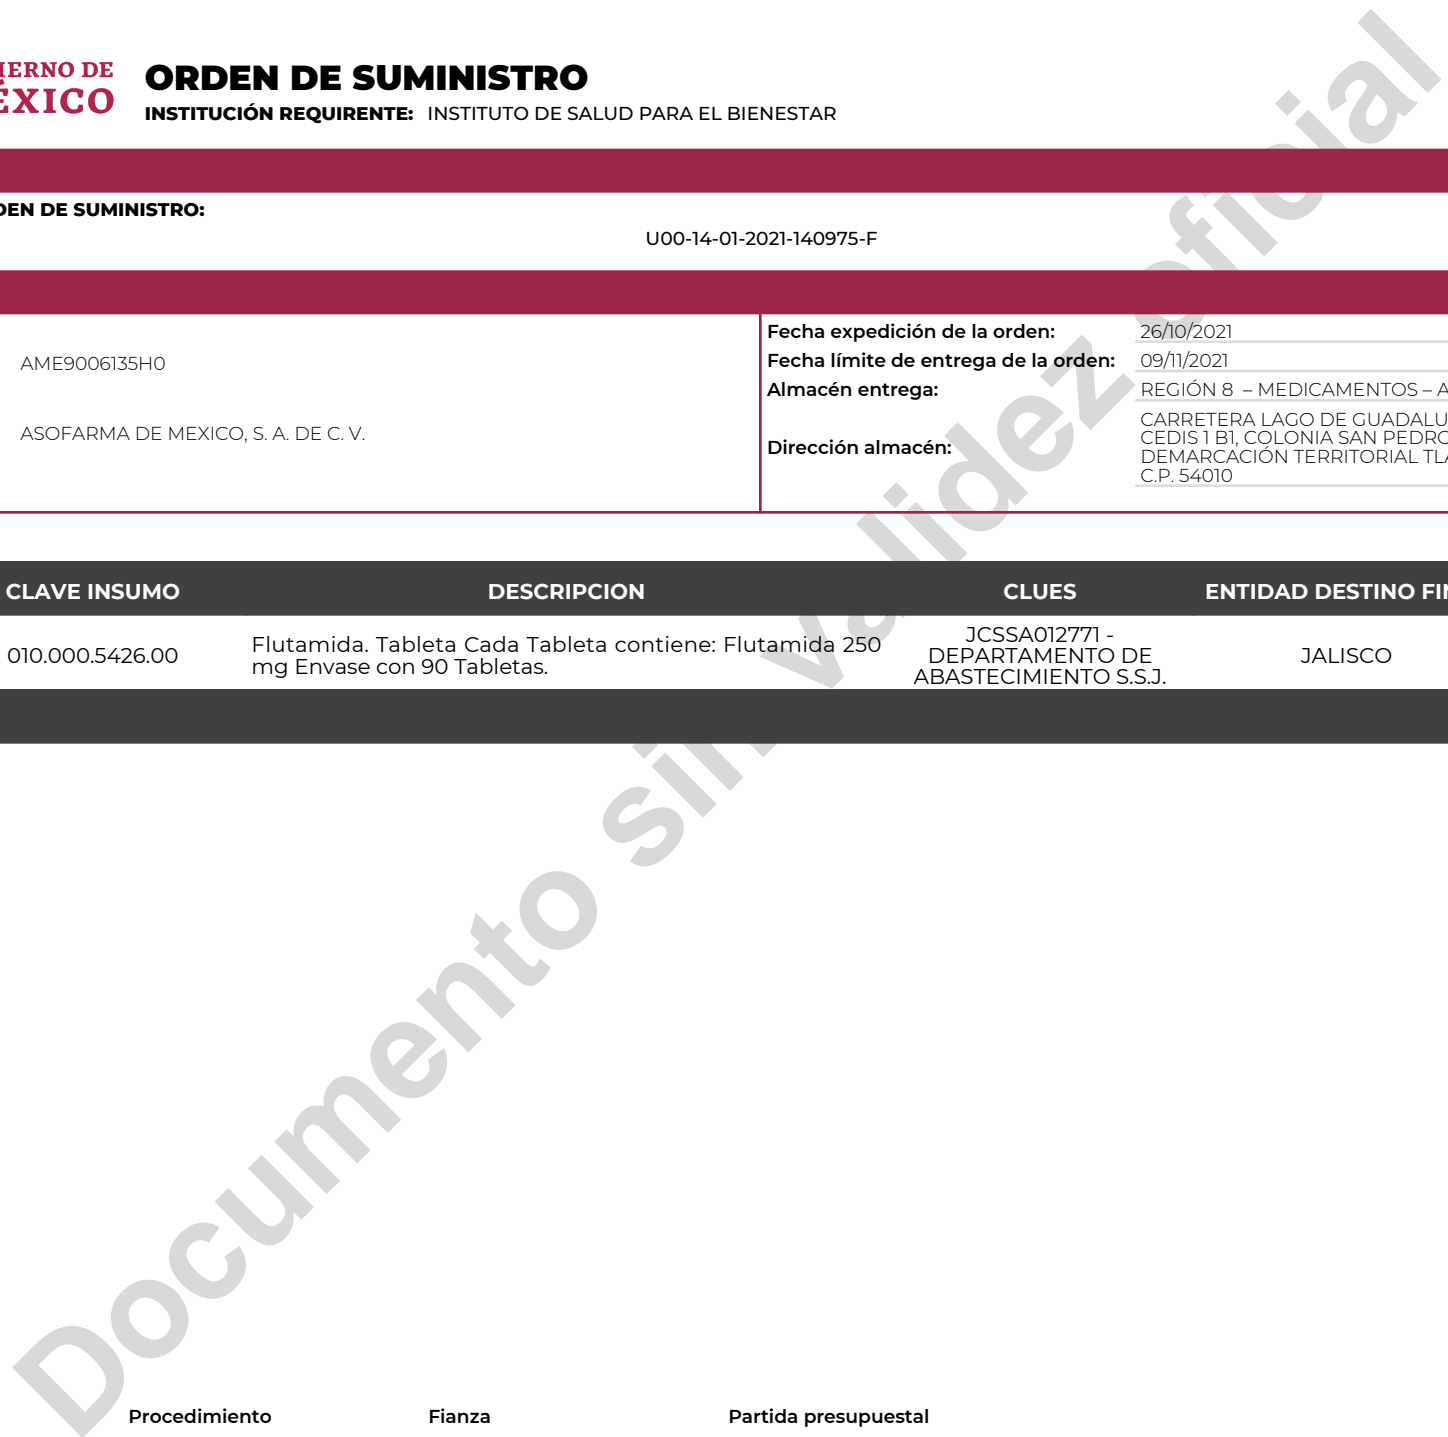 IERNO DE
ÉXICO
ORDEN DE SUMINISTRO
INSTITUCIÓN REQUIRENTE: INSTITUTO DE SALUD PARA EL BIENESTAR
DEN DE SUMINISTRO:
U00-14-01-2021-140975-F
AME9006135H0
ASOFARMA DE MEXICO, S. A. DE C. V.
Fecha expedición de la orden: 26/10/2021
Fecha límite de entrega de la orden: 09/11/2021
Almacén entrega: REGIÓN 8 – MEDICAMENTOS – A
Dirección almacén:
CARRETERA LAGO DE GUADALU
CEDIS 1 B1, COLONIA SAN PEDRO
DEMARCACIÓN TERRITORIAL TLA
C.P. 54010
CLAVE INSUMO DESCRIPCION CLUES ENTIDAD DESTINO FIN
010.000.5426.00
Flutamida. Tableta Cada Tableta contiene: Flutamida 250
mg Envase con 90 Tabletas.
JCSSA012771 -
DEPARTAMENTO DE
ABASTECIMIENTO S.S.J.
JALISCO
Documento sin validez oficial
Procedimiento Fianza Partida presupuestal